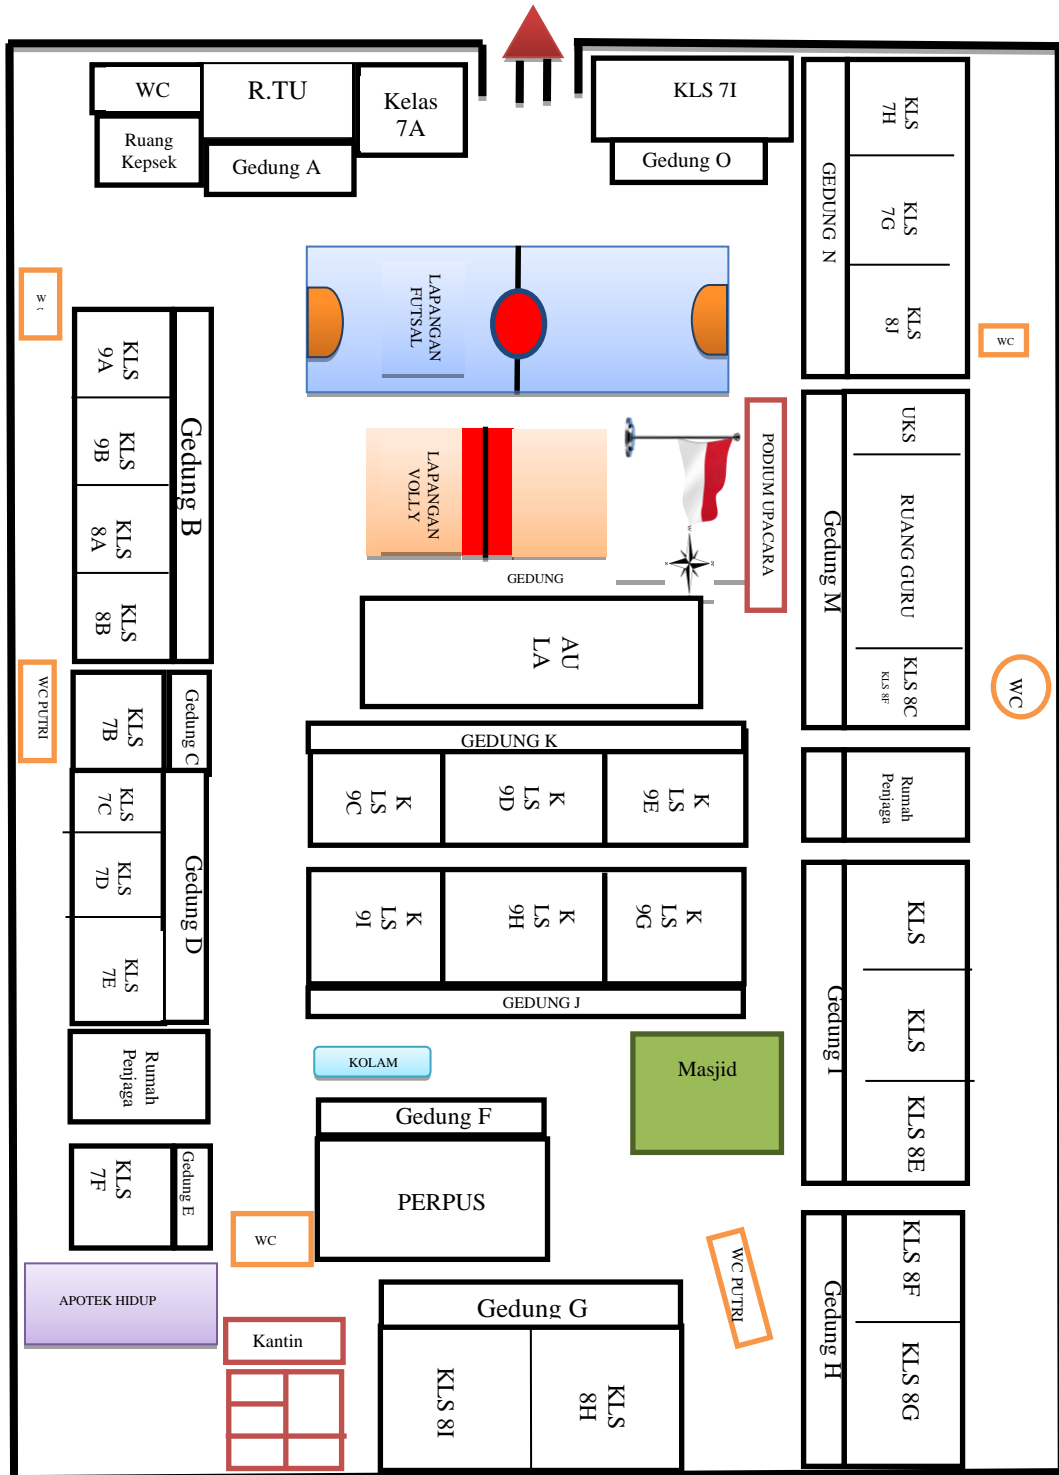 WC
R.TU
Kelas
7A
Ruang
Kepsek
Gedung A
KLS 7I
Gedung O
KLS
7H
KLS
7G
KLS
8J
GEDUNG N
LAPANGAN
FUTSAL
W
WC
KLS
9A
KLS
9B
KLS
8A
KLS
8B
Gedung B
LAPANGAN
VOLLY
PODIUM UPACARA
UKS
RUANG GURU
KLS 8C
KLS 8F
Gedung M
GEDUNG
AU
LA
WC PUTRI
KLS
7B
Gedung C
WC
GEDUNG K
K
LS
9C
K
LS
9D
K
LS
9E
Rumah
Penjaga
KLS
7C
KLS
7D
KLS
7E
Gedung D
K
LS
9I
K
LS
9H
K
LS
9G
GEDUNG J
KLS
KLS
KLS 8E
Gedung I
Rumah
Penjaga
KOLAM
Masjid
Gedung F
PERPUS
KLS
7F
Gedung E
WC
WC PUTRI
APOTEK HIDUP
Kantin
Gedung G
KLS 8I
KLS
8H
KLS 8F
KLS 8G
Gedung H